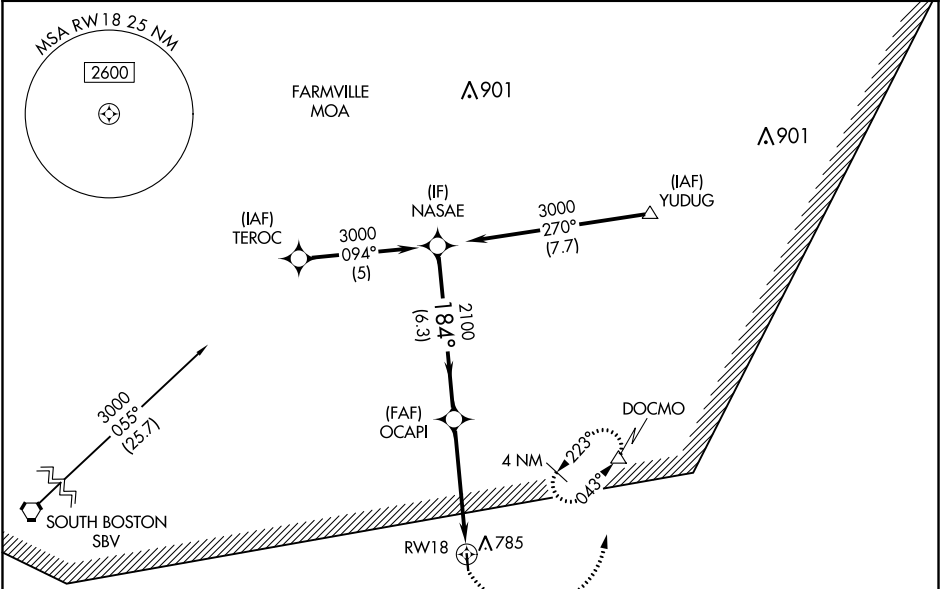 MSA RW18 25 NM
2600
FARMVILLE
MOA
901
901
(IAF)
TEROC
3000
094°
(5)
(IF)
NASAE
3000
270°
(7.7)
(IAF)
YUDUG
2100
184°
(6.3)
3000
055°
(25.7)
(FAF)
OCAPI
DOCMO
4 NM
223°
043°
SOUTH BOSTON
SBV
RW18
785